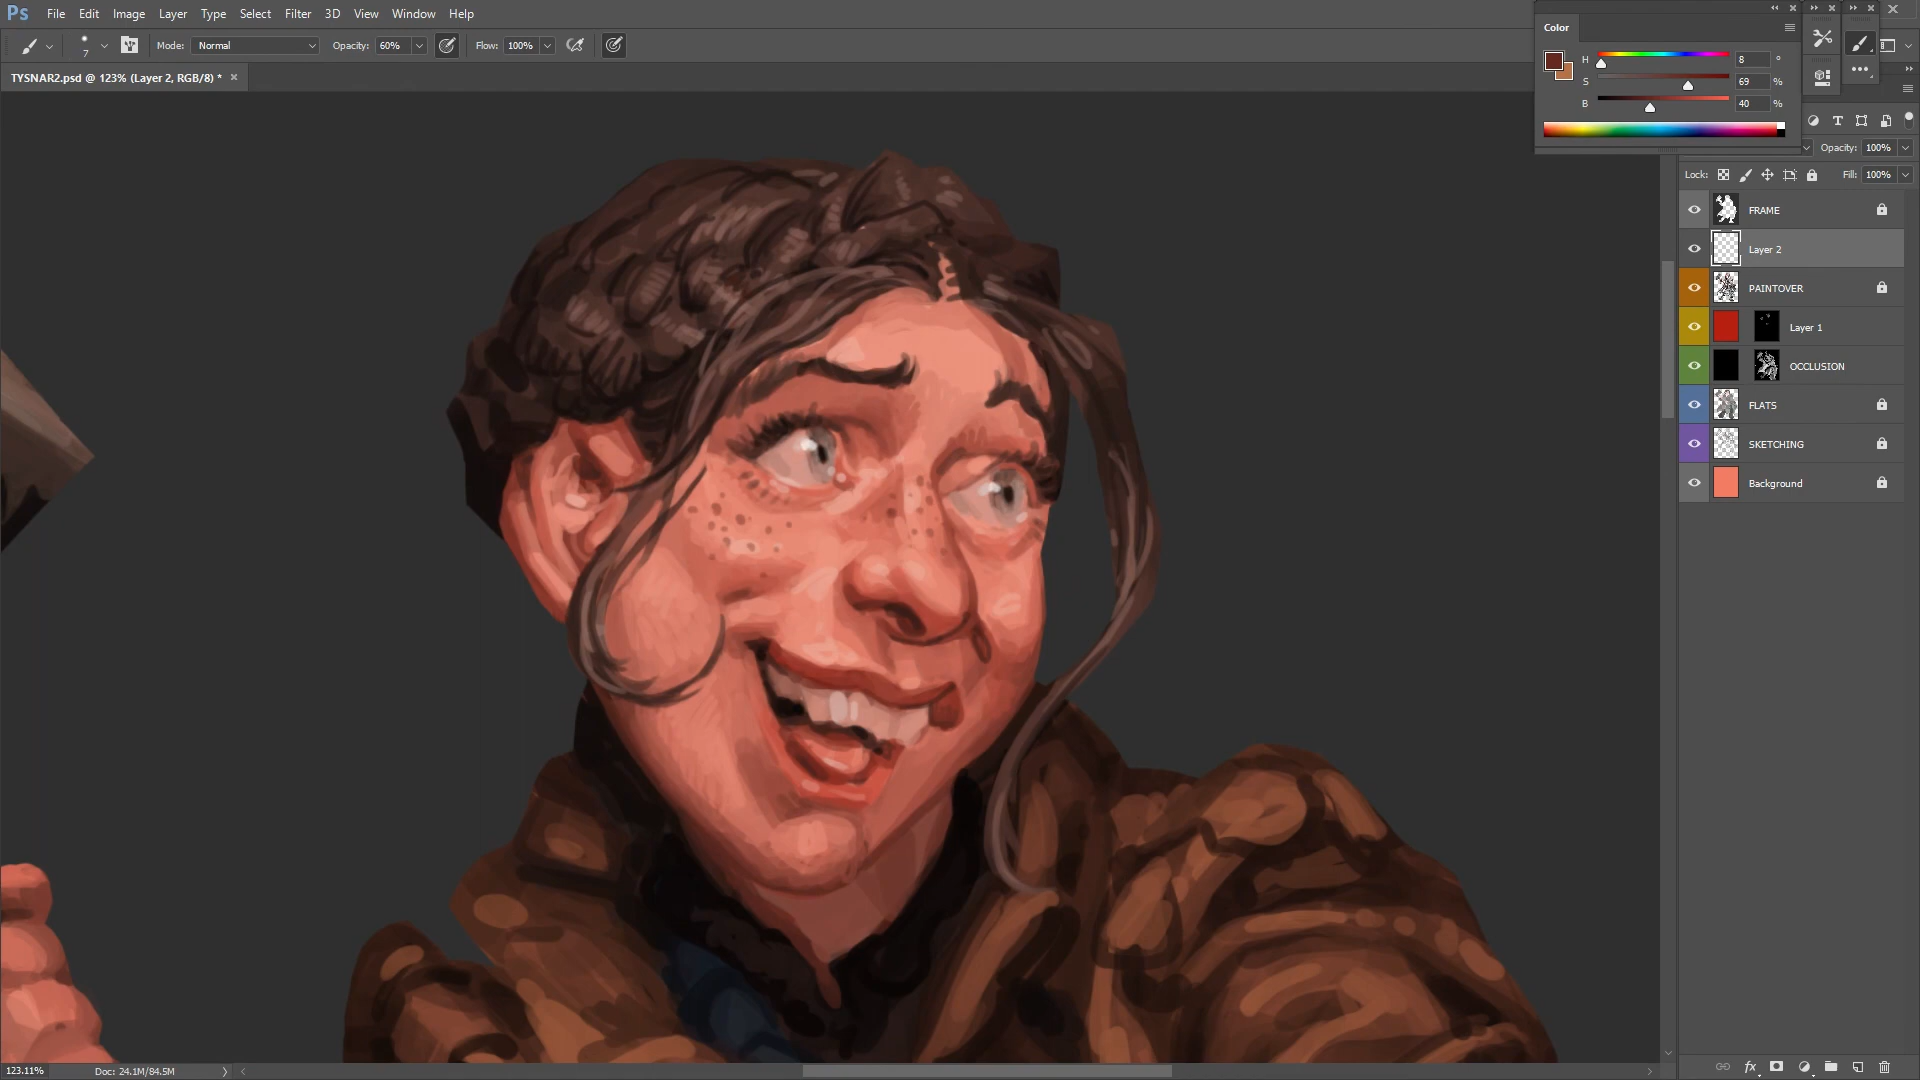 Ps File Edit Image Layer Type Select Filter 3D View Window Help
7 Mode: Normal Opacity: 60% Flow: 100%
TYSNAR2.psd @ 123% (Layer 2, RGB/8) * ×
Color
H 8 °
S 69 %
B 40 %
Opacity: 100%
Lock: Fill: 100%
FRAME
Layer 2
PAINTOVER
Layer 1
OCCLUSION
FLATS
SKETCHING
Background
123.11% Doc: 24.1M/84.5M